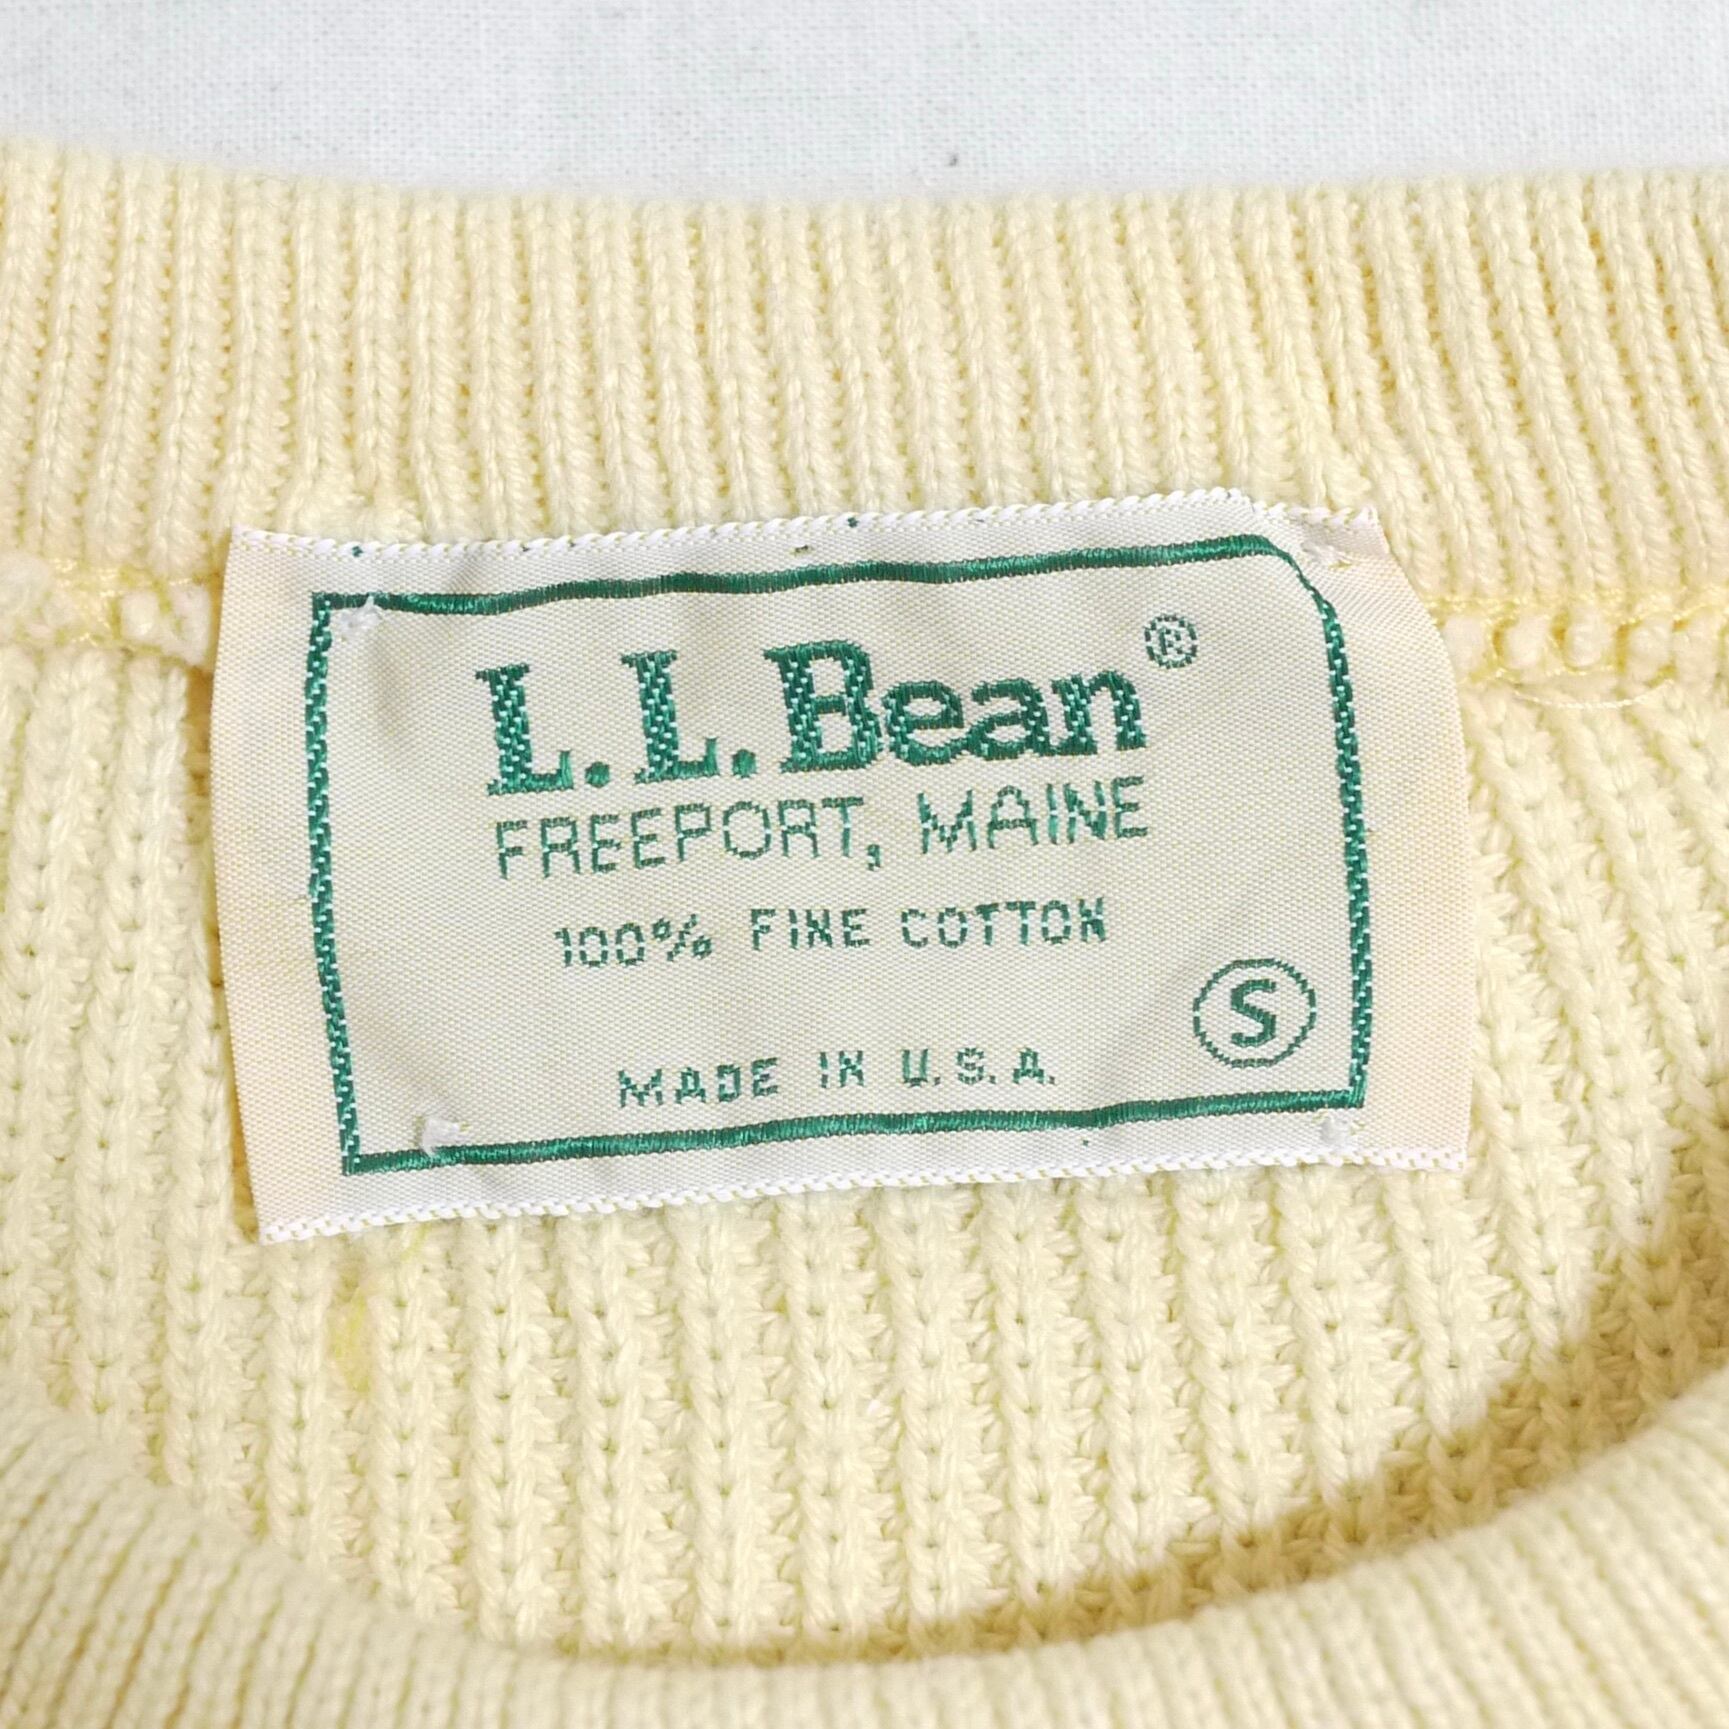 L.L.Bean®
FREEPORT, MAINE
100% FINE COTTON
S
MADE IN U.S.A.